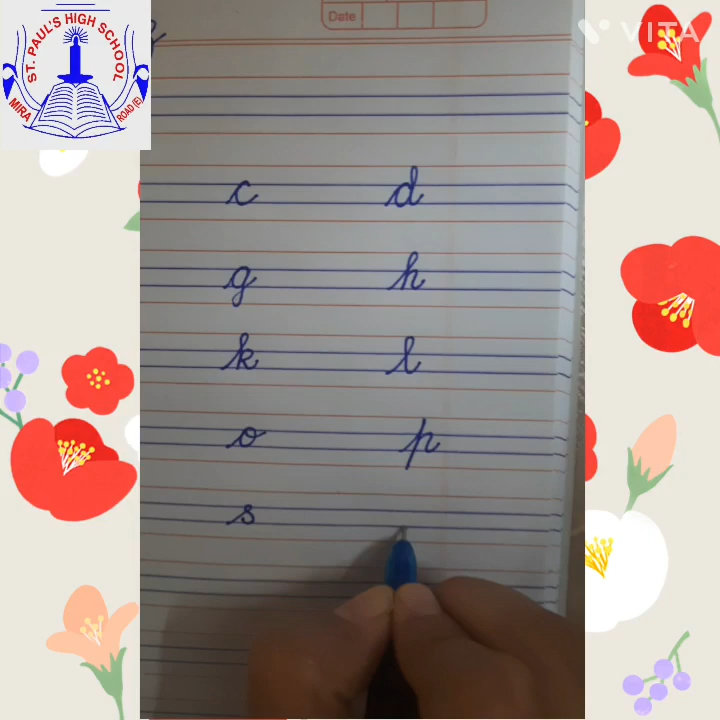 ST. PAUL'S HIGH SCHOOL
MIRA ROAD (E)
VITA
Date
c d
g h
k l
o p
s